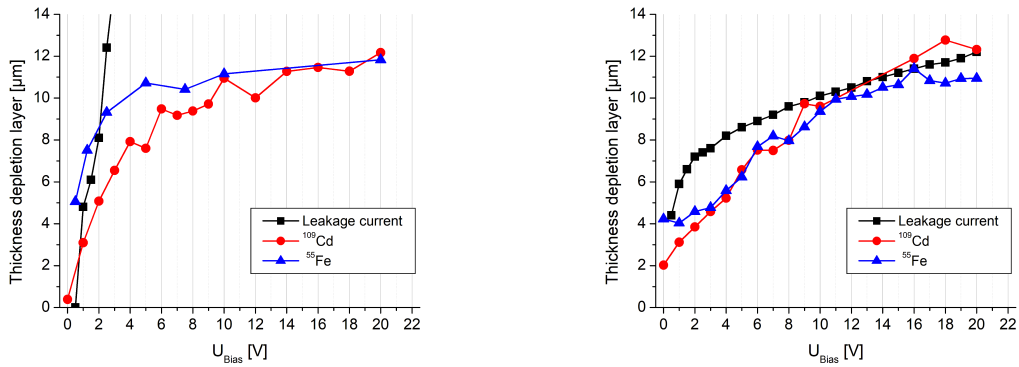 Thickness depletion layer [μm]
14
12
10
8
6
4
2
0
Leakage current
¹⁰⁹Cd
⁵⁵Fe
0 2 4 6 8 10 12 14 16 18 20 22
U_Bias [V]
Thickness depletion layer [μm]
14
12
10
8
6
4
2
0
Leakage current
¹⁰⁹Cd
⁵⁵Fe
0 2 4 6 8 10 12 14 16 18 20 22
U_Bias [V]